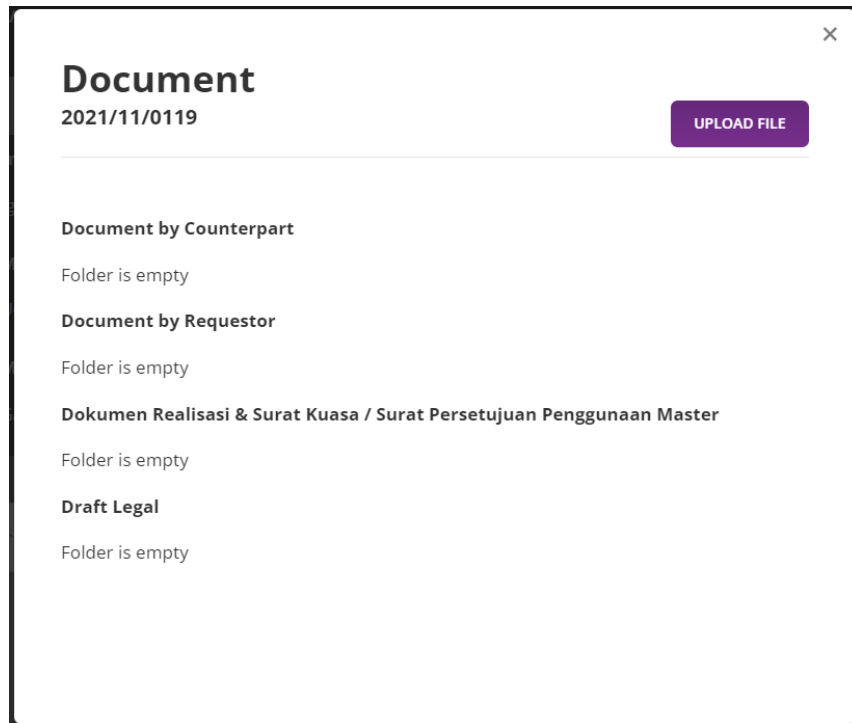 ×
Document
2021/11/0119
UPLOAD FILE
Document by Counterpart
Folder is empty
Document by Requestor
Folder is empty
Dokumen Realisasi & Surat Kuasa / Surat Persetujuan Penggunaan Master
Folder is empty
Draft Legal
Folder is empty